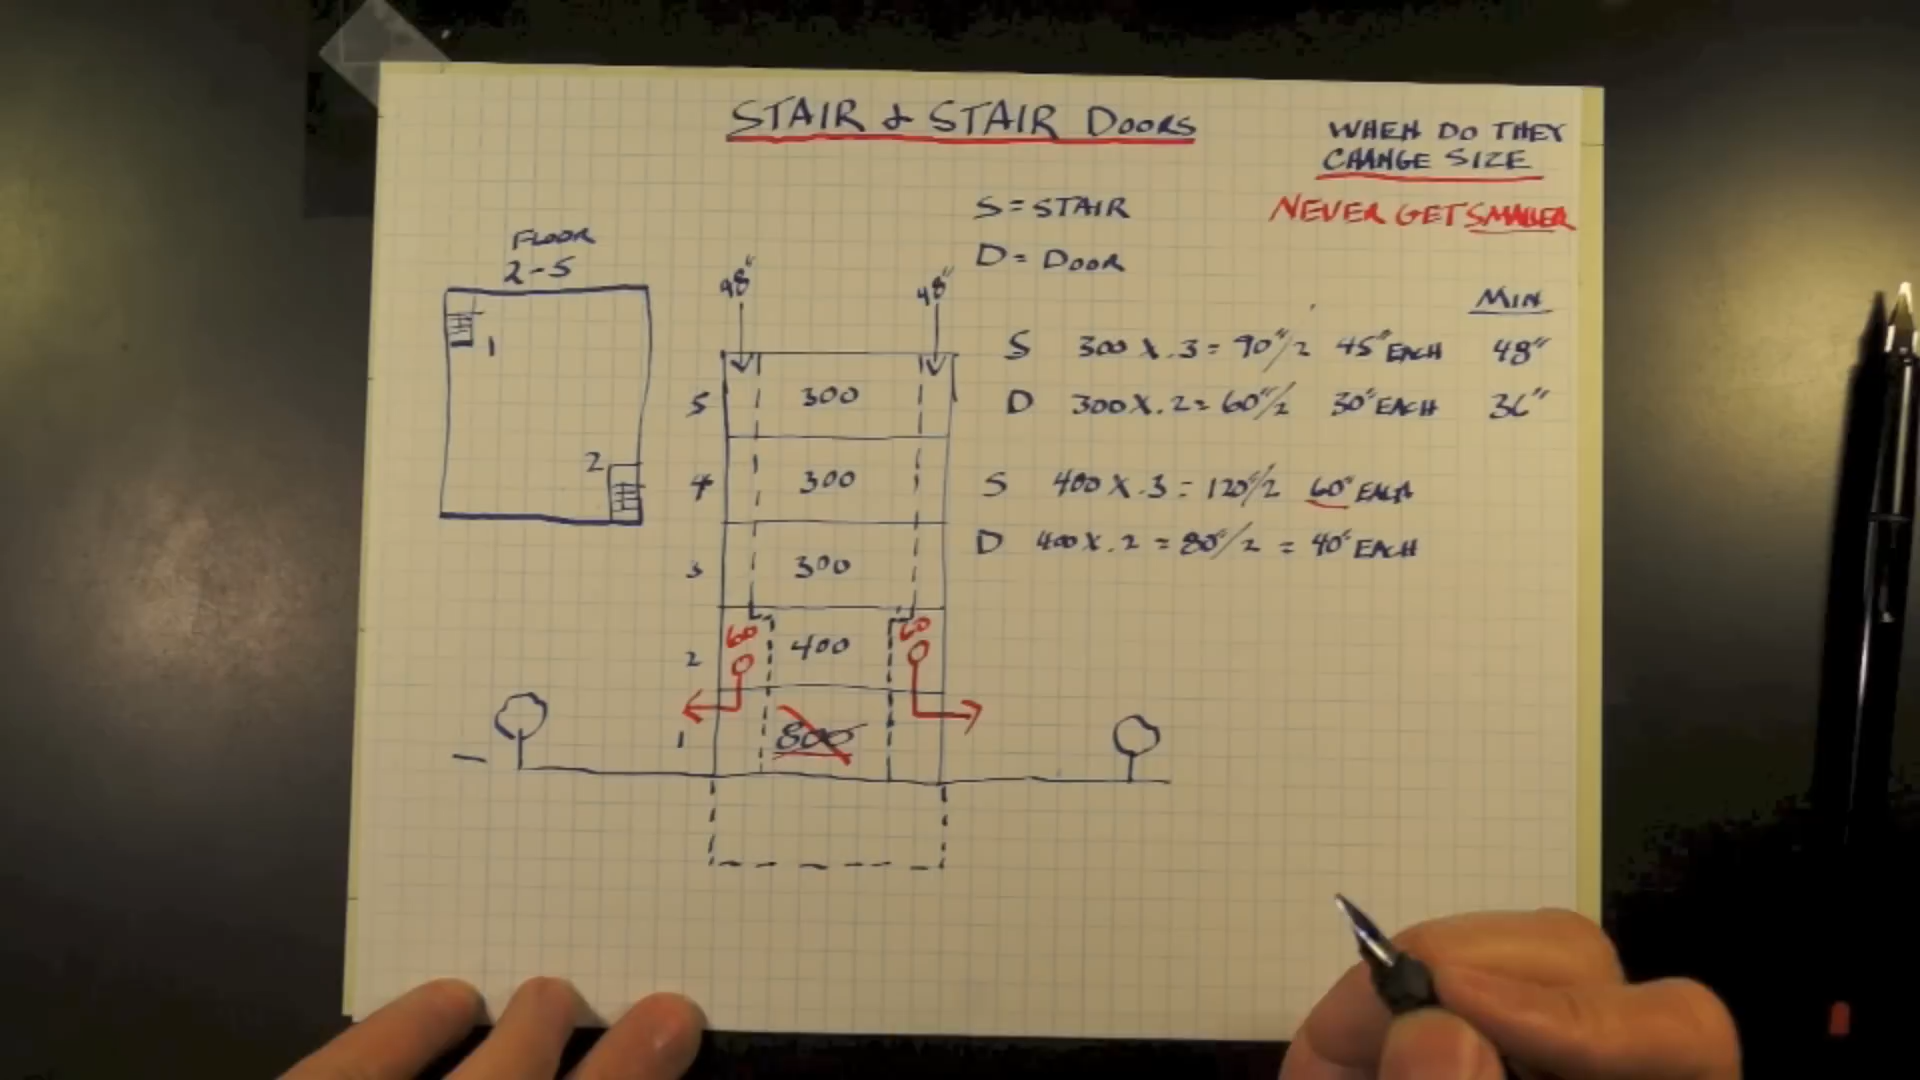 STAIR & STAIR DOORS
WHEN DO THEY
CHANGE SIZE
NEVER GET SMALLER
S = STAIR
D = DOOR
FLOOR
2-5
1
2
48"
48"
MIN
S 300 X .3 = 90"/2 45" EACH 48"
D 300 X .2 = 60"/2 30" EACH 36"
S 400 X .3 = 120"/2 60" EACH
D 400 X .2 = 80"/2 = 40" EACH
5 300
4 300
3 300
60 60
2 400
1 800